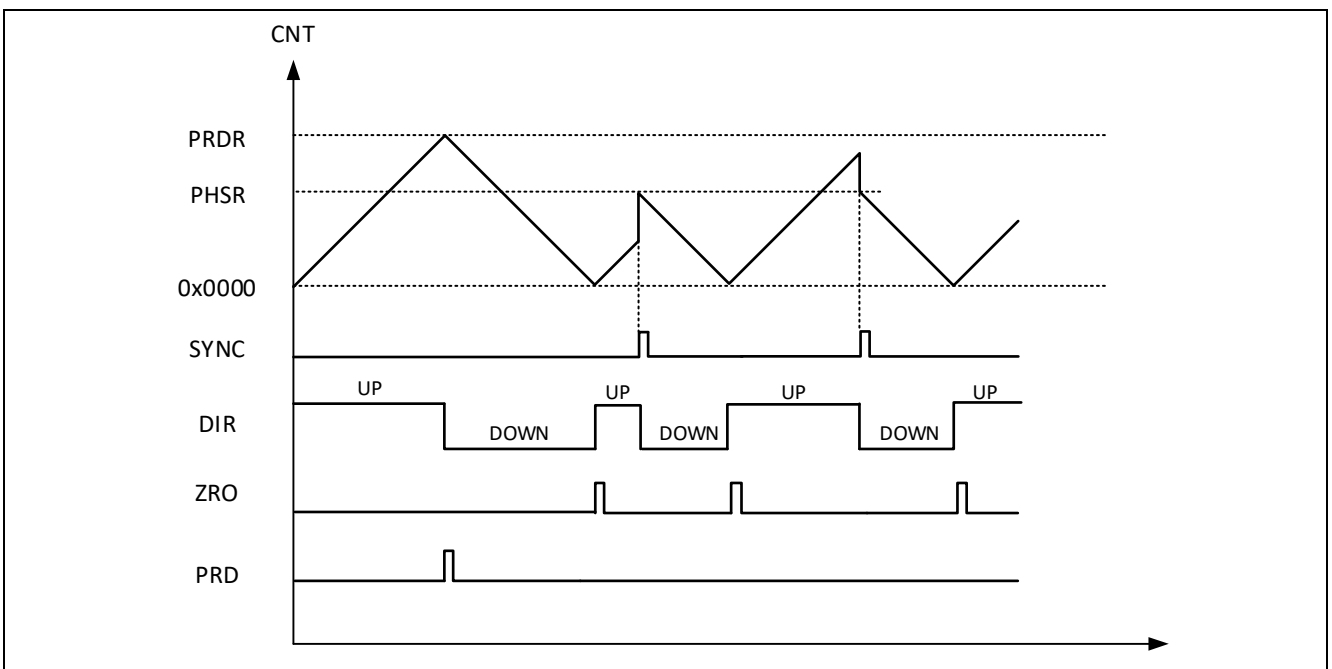 CNT
PRDR
PHSR
0x0000
SYNC
UP UP UP UP
DIR
DOWN DOWN DOWN
ZRO
PRD